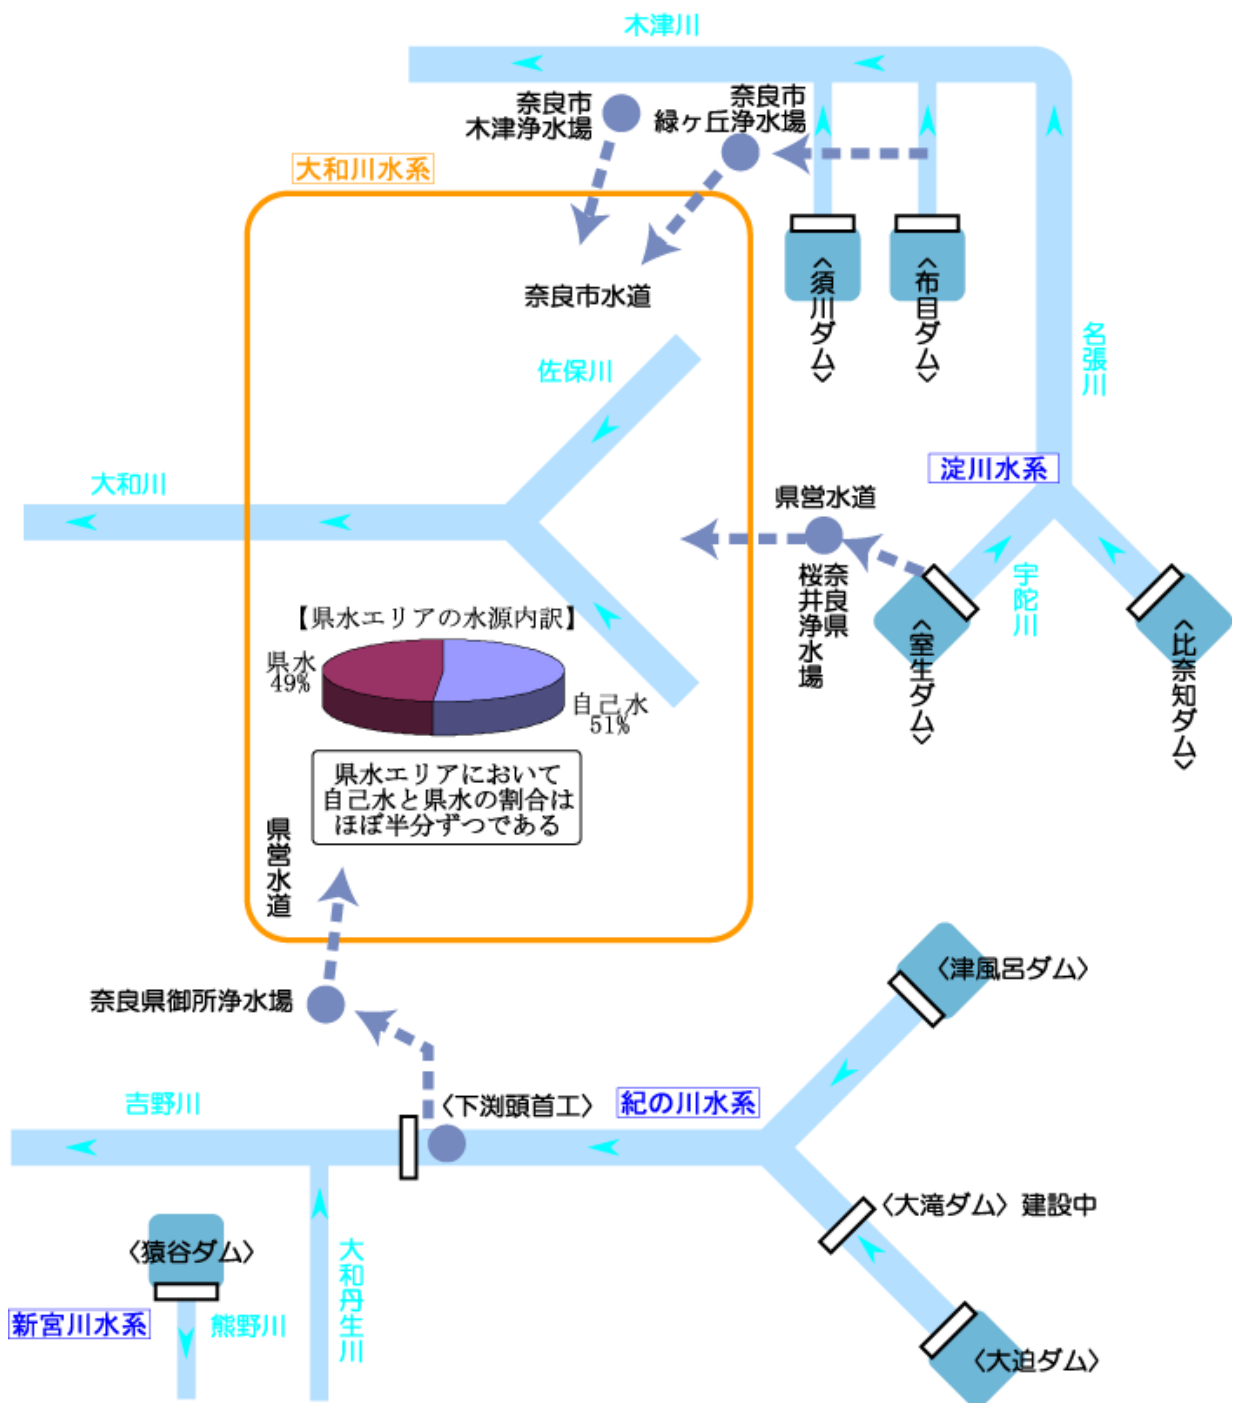 木津川
奈良市
木津浄水場
奈良市
緑ヶ丘浄水場
大和川水系
〈須川ダム〉
〈布目ダム〉
奈良市水道
名張川
佐保川
淀川水系
大和川
県営水道
奈良県
桜井浄水場
宇陀川
〈室生ダム〉
〈比奈知ダム〉
【県水エリアの水源内訳】
県水
49%
自己水
51%
県水エリアにおいて
自己水と県水の割合は
ほぼ半分ずつである
県営水道
〈津風呂ダム〉
奈良県御所浄水場
吉野川
〈下渕頭首工〉
紀の川水系
〈大滝ダム〉建設中
〈猿谷ダム〉
大和丹生川
新宮川水系
熊野川
〈大迫ダム〉